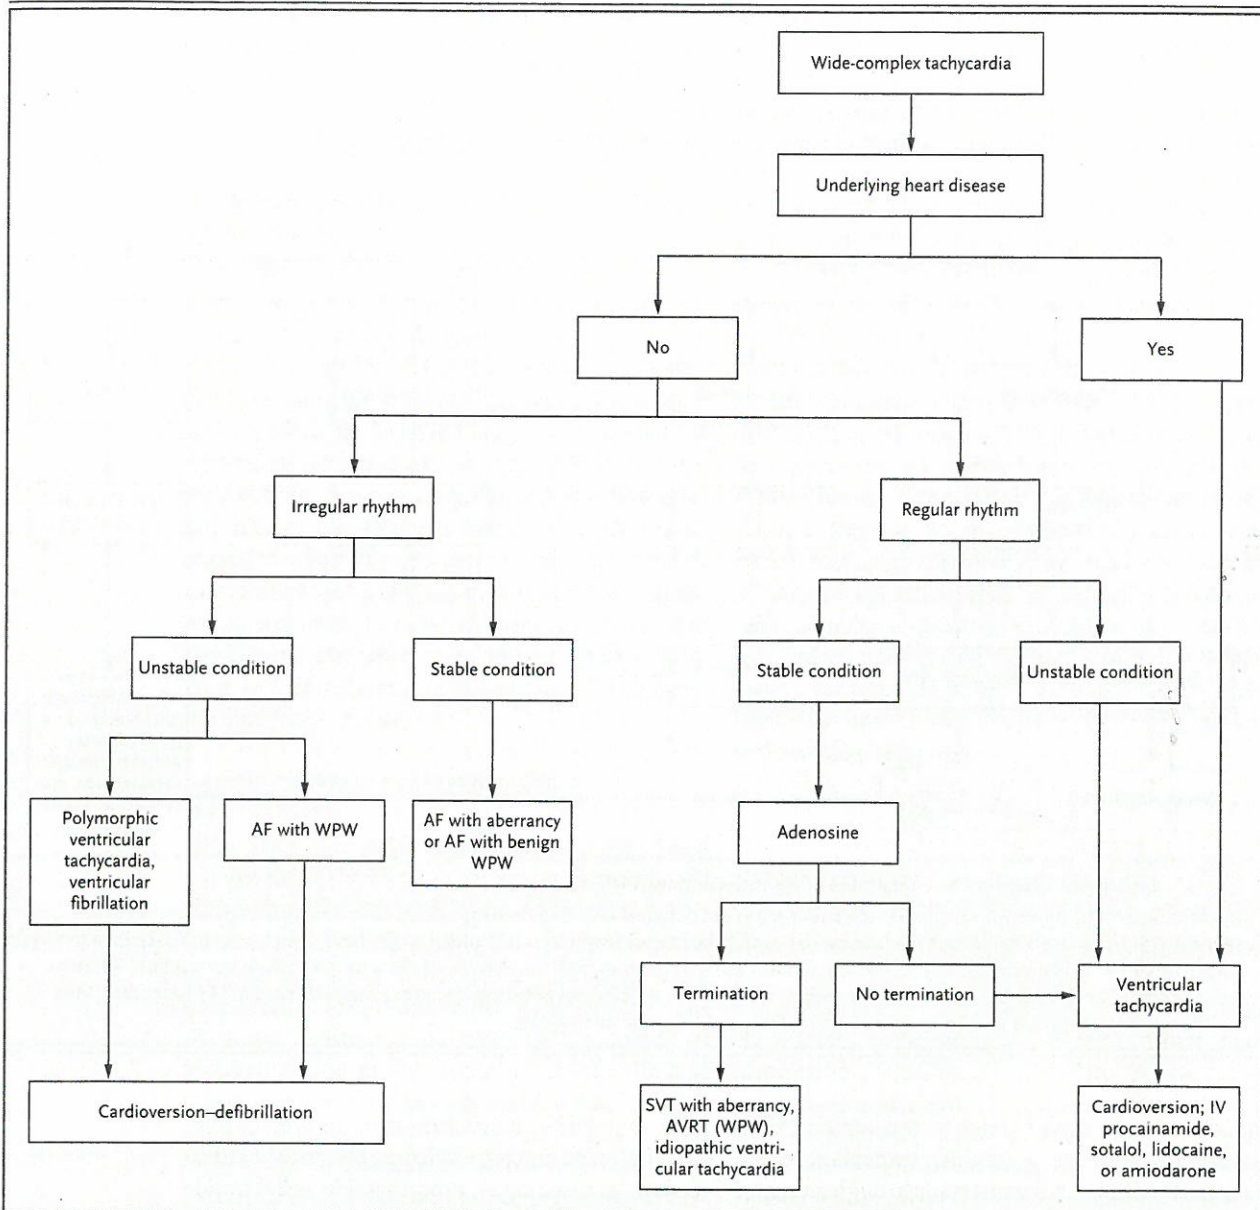 Wide-complex tachycardia
Underlying heart disease
No
Yes
Irregular rhythm
Regular rhythm
Unstable condition
Stable condition
Stable condition
Unstable condition
Polymorphic
ventricular
tachycardia,
ventricular
fibrillation
AF with WPW
AF with aberrancy
or AF with benign
WPW
Adenosine
Termination
No termination
Ventricular
tachycardia
Cardioversion–defibrillation
SVT with aberrancy,
AVRT (WPW),
idiopathic ventri-
cular tachycardia
Cardioversion; IV
procainamide,
sotalol, lidocaine,
or amiodarone